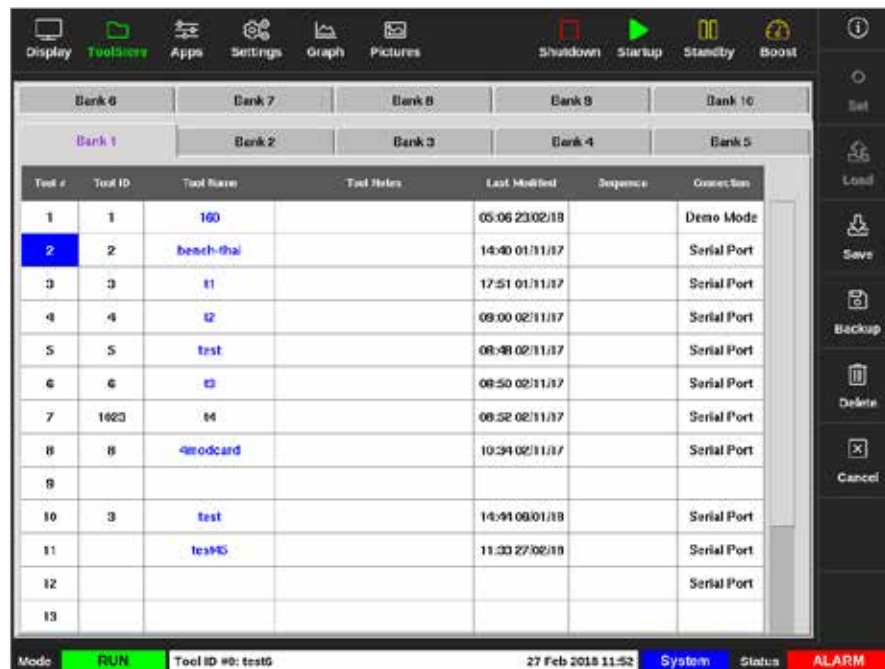 Display ToolStore Apps Settings Graph Pictures Shutdown Startup Standby Boost
Set
Load
Save
Backup
Delete
Cancel
Bank 6 Bank 7 Bank 8 Bank 9 Bank 10
Bank 1 Bank 2 Bank 3 Bank 4 Bank 5
Tool # Tool ID Tool Name Tool Notes Last Modified Sequence Connection
1 1 160 05:06 23/02/18 Demo Mode
2 2 bench-thai 14:40 01/11/17 Serial Port
3 3 t1 17:51 01/11/17 Serial Port
4 4 t2 09:00 02/11/17 Serial Port
5 5 test 08:48 02/11/17 Serial Port
6 6 t3 08:50 02/11/17 Serial Port
7 1023 t4 08:52 02/11/17 Serial Port
8 8 4modcard 10:34 02/11/17 Serial Port
9
10 3 test 14:44 09/01/18 Serial Port
11 test45 11:33 27/02/18 Serial Port
12 Serial Port
13
Mode RUN Tool ID #0: test6 27 Feb 2018 11:52 System Status ALARM